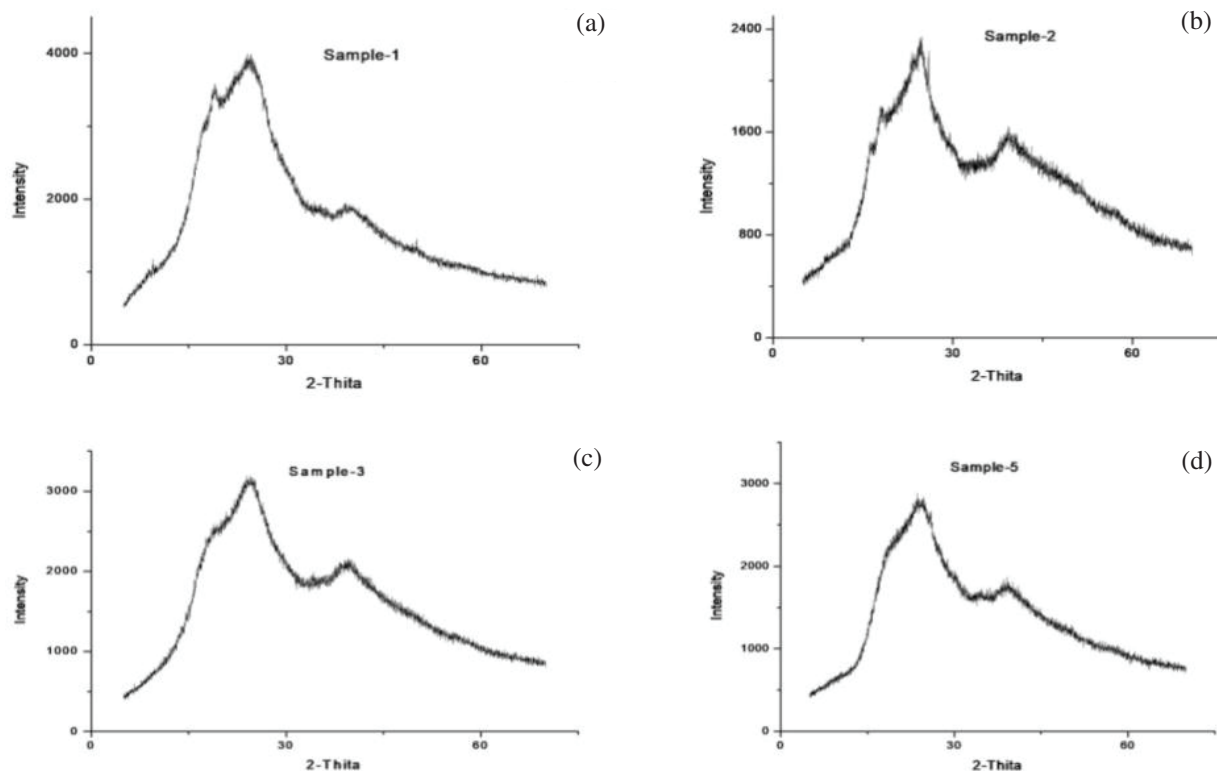 (a)
Sample-1
4000
2000
0
Intensity
0 30 60
2-Thita
(b)
Sample-2
2400
1600
800
0
Intensity
0 30 60
2-Thita
(c)
Sample-3
3000
2000
1000
0
Intensity
0 30 60
2-Thita
(d)
Sample-5
3000
2000
1000
0
Intensity
0 30 60
2-Thita